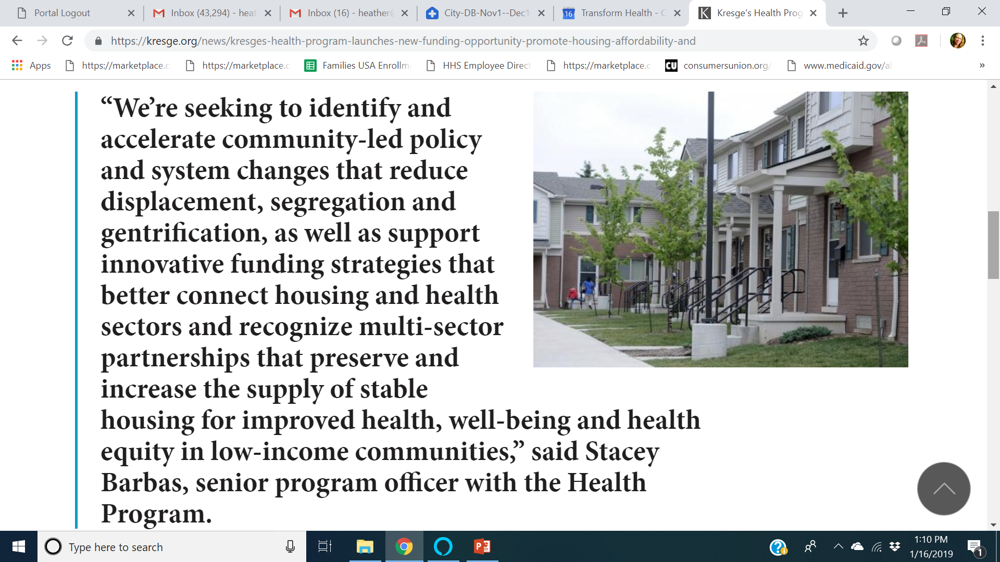 Portal Logout
Inbox (43,294) - heat
Inbox (16) - heather@
City-DB-Nov1--Dec1
16
Transform Health - C
K
Kresge's Health Prog
https://kresge.org/news/kresges-health-program-launches-new-funding-opportunity-promote-housing-affordability-and
Apps
https://marketplace.c
https://marketplace.c
Families USA Enrollm
HHS Employee Direct
https://marketplace.c
CU
consumersunion.org/
www.medicaid.gov/a
»
“We’re seeking to identify and
accelerate community-led policy
and system changes that reduce
displacement, segregation and
gentrification, as well as support
innovative funding strategies that
better connect housing and health
sectors and recognize multi-sector
partnerships that preserve and
increase the supply of stable
housing for improved health, well-being and health
equity in low-income communities,” said Stacey
Barbas, senior program officer with the Health
Program.
Type here to search
1:10 PM
1/16/2019
1